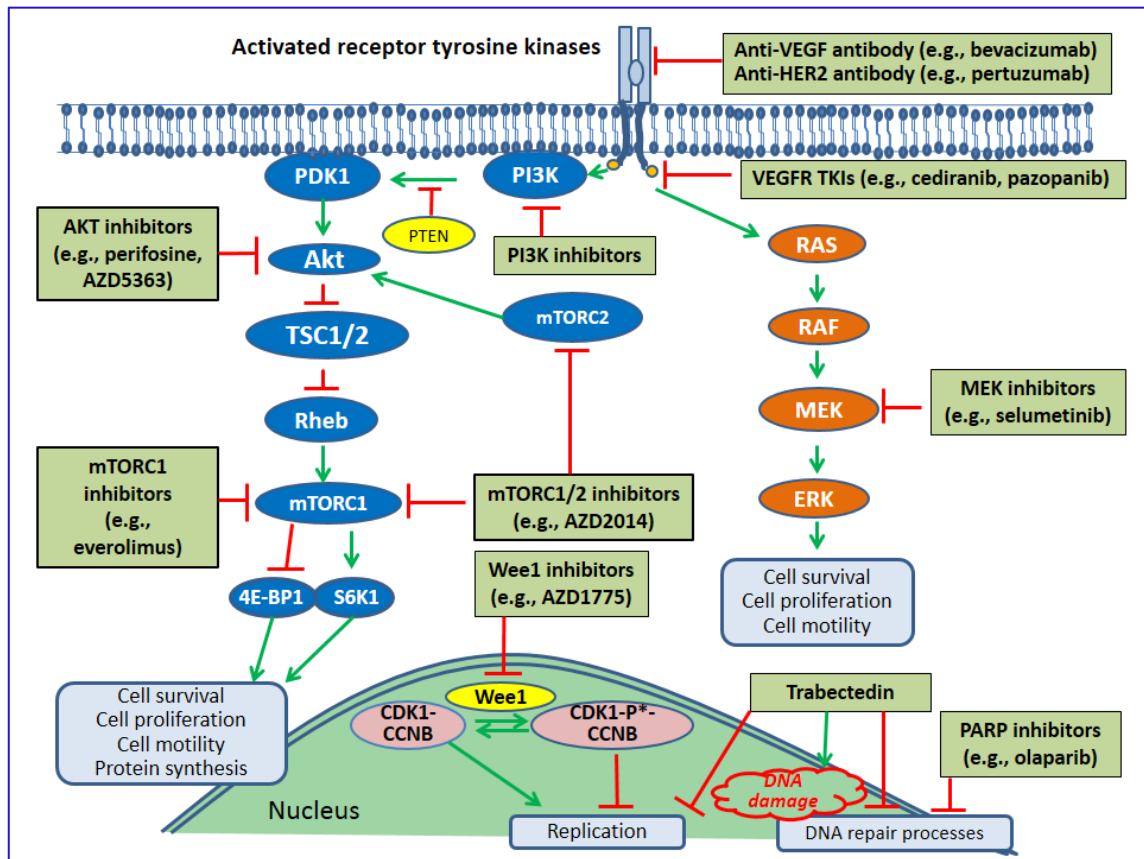 Activated receptor tyrosine kinases
Anti-VEGF antibody (e.g., bevacizumab)
Anti-HER2 antibody (e.g., pertuzumab)
PDK1
PI3K
VEGFR TKIs (e.g., cediranib, pazopanib)
AKT inhibitors
(e.g., perifosine,
AZD5363)
PTEN
Akt
PI3K inhibitors
RAS
mTORC2
RAF
TSC1/2
Rheb
MEK
MEK inhibitors
(e.g., selumetinib)
mTORC1
inhibitors
(e.g.,
everolimus)
mTORC1
mTORC1/2 inhibitors
(e.g., AZD2014)
ERK
4E-BP1
S6K1
Wee1 inhibitors
(e.g., AZD1775)
Cell survival
Cell proliferation
Cell motility
Cell survival
Cell proliferation
Cell motility
Protein synthesis
Wee1
CDK1-
CCNB
CDK1-P*-
CCNB
Trabectedin
PARP inhibitors
(e.g., olaparib)
DNA
damage
Nucleus
Replication
DNA repair processes